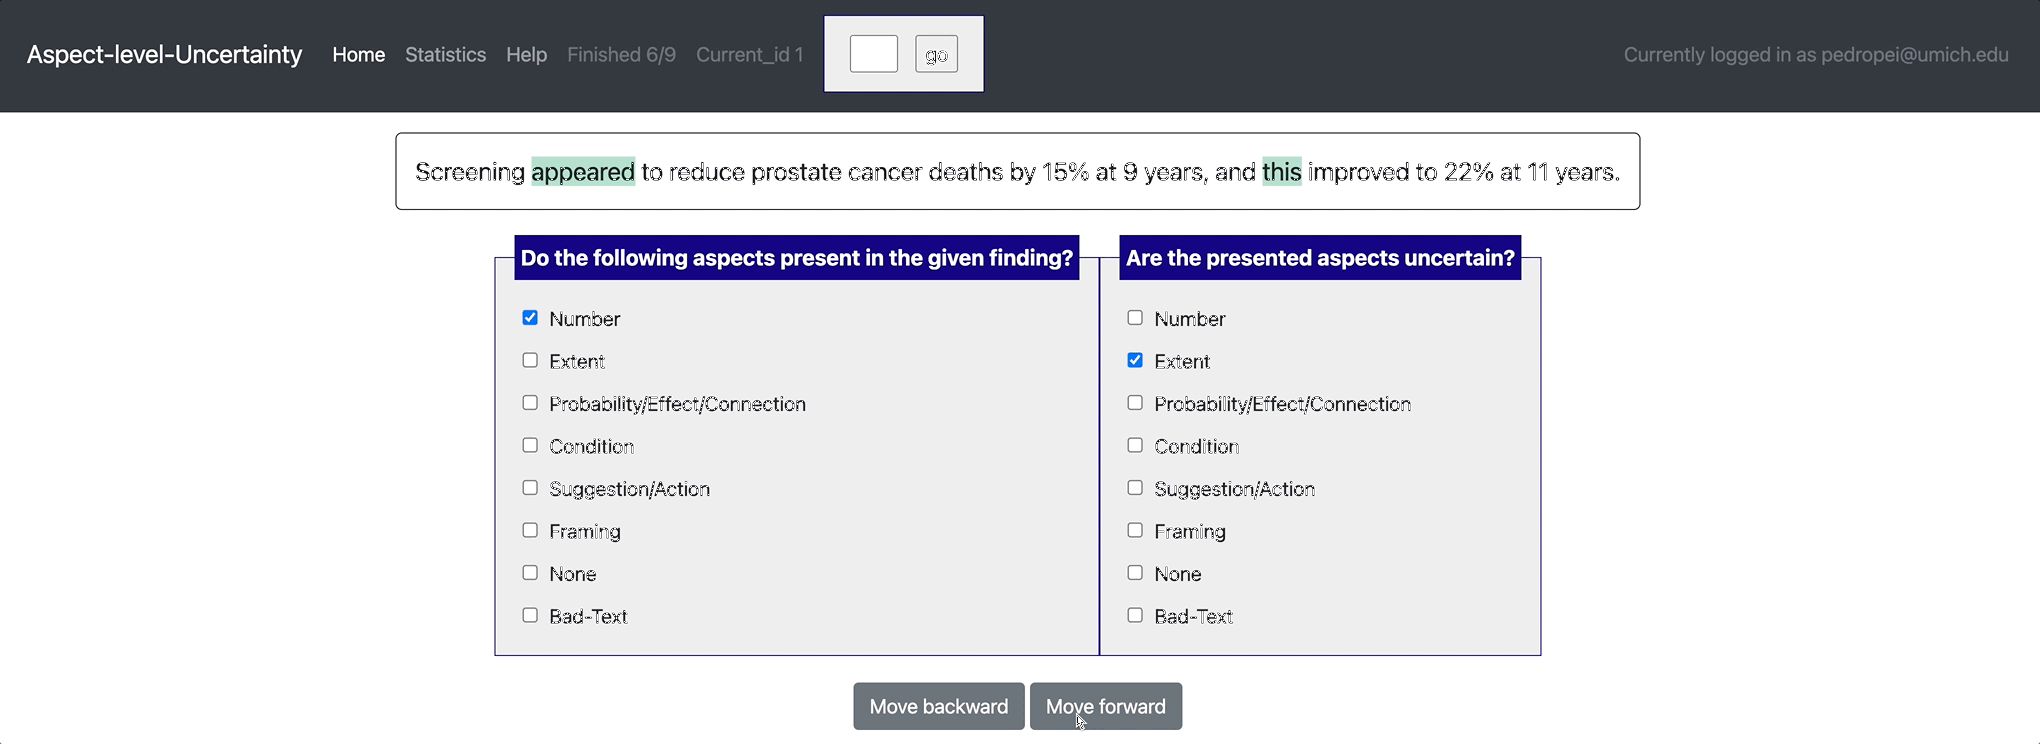 Aspect-level-Uncertainty Home Statistics Help Finished 6/9 Current_id 1 go Currently logged in as pedropei@umich.edu
Screening appeared to reduce prostate cancer deaths by 15% at 9 years, and this improved to 22% at 11 years.
Do the following aspects present in the given finding?
Number
Extent
Probability/Effect/Connection
Condition
Suggestion/Action
Framing
None
Bad-Text
Are the presented aspects uncertain?
Number
Extent
Probability/Effect/Connection
Condition
Suggestion/Action
Framing
None
Bad-Text
Move backward Move forward